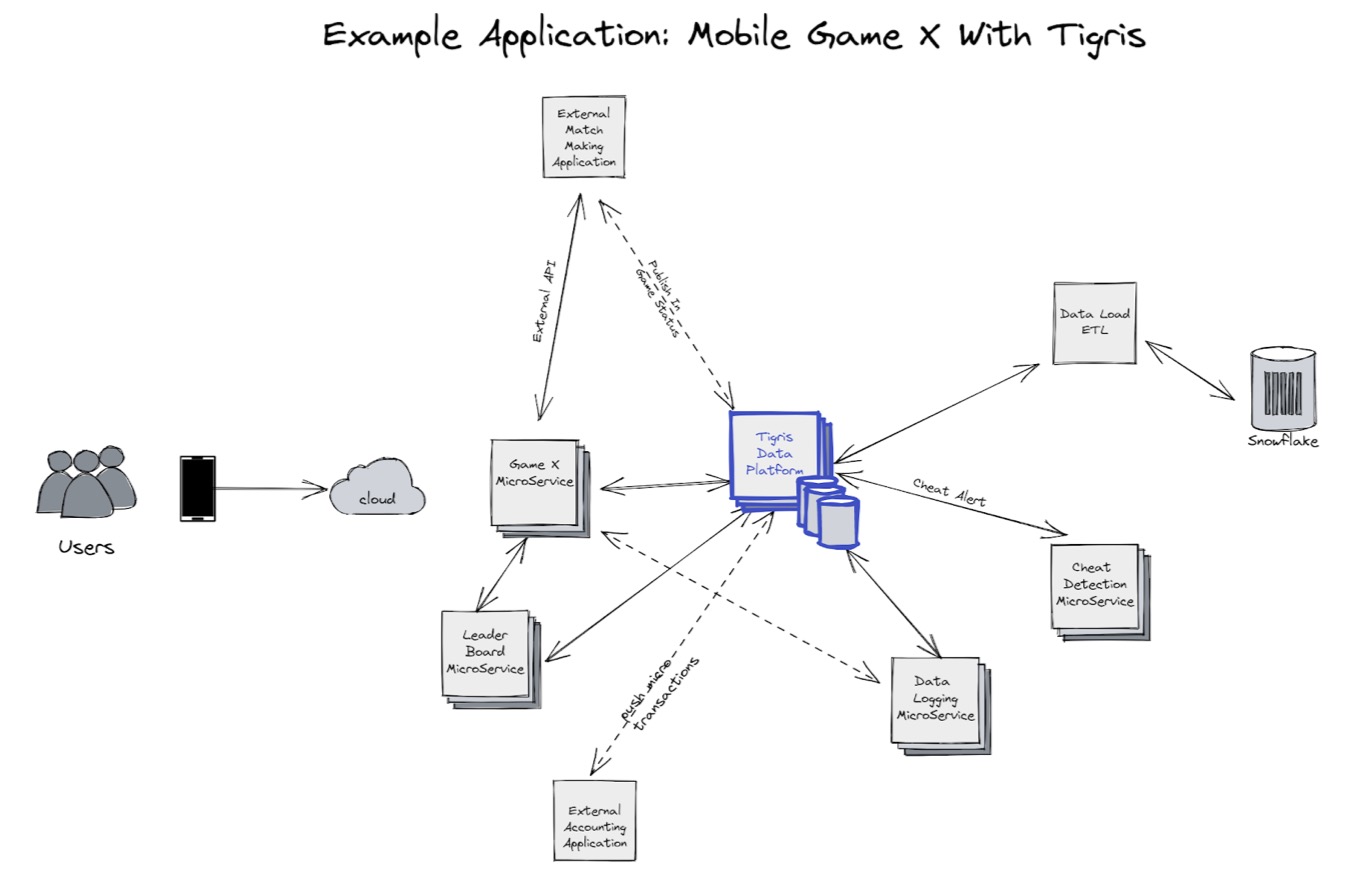 Example Application: Mobile Game X With Tigris
External
Match
Making
Application
External API
Publish In
Game Status
Data Load
ETL
Snowflake
Tigris
Data
Platform
Game X
MicroService
cloud
Users
Cheat Alert
Cheat
Detection
MicroService
Leader
Board
MicroService
push micro
transactions
Data
Logging
MicroService
External
Accounting
Application